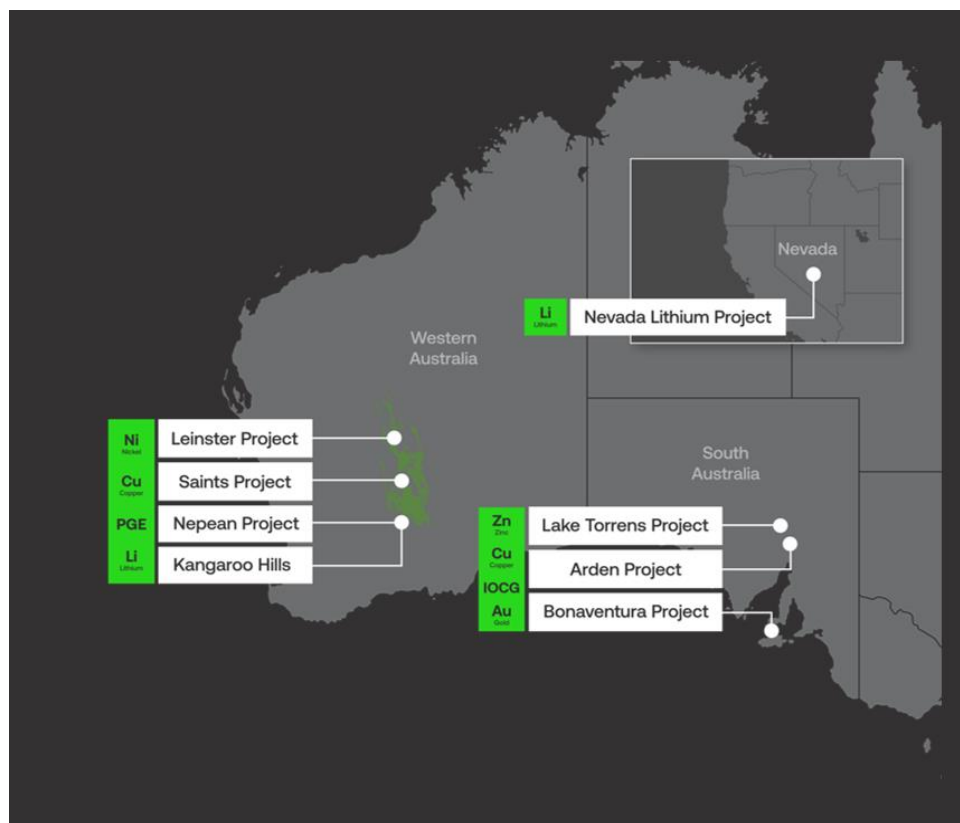 Nevada
Li
Lithium
Nevada Lithium Project
Western
Australia
Ni
Nickel
Cu
Copper
PGE
Li
Lithium
Leinster Project
Saints Project
Nepean Project
Kangaroo Hills
South
Australia
Zn
Zinc
Cu
Copper
IOCG
Au
Gold
Lake Torrens Project
Arden Project
Bonaventura Project